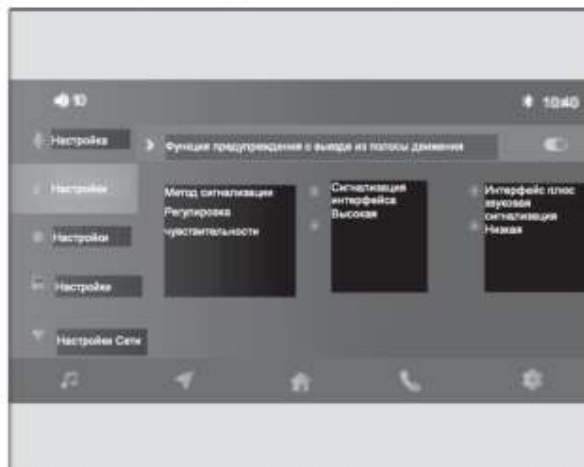 10
10:40
Настройка
Функция предупреждения о выходе из полосы движения
Настройки
Метод сигнализации
Регулировка
чувствительности
Сигнализация
интерфейса
Высокая
Интерфейс плюс
звуковая
сигнализация
Низкая
Настройки
Настройки
Настройки Сети